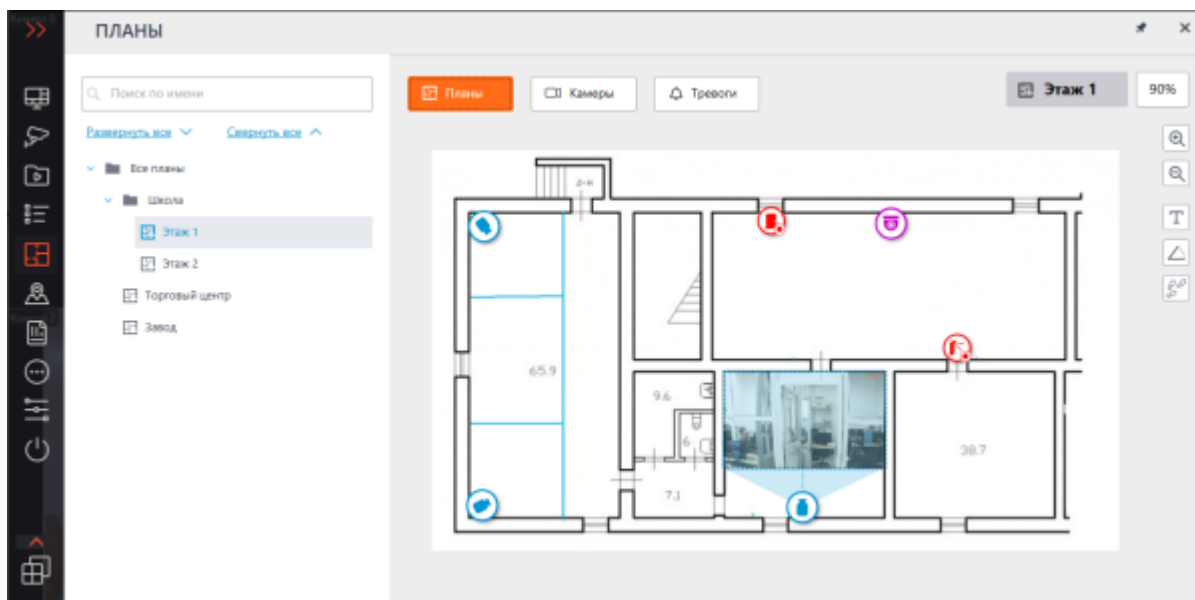 ПЛАНЫ
Поиск по имени
Развернуть все
Свернуть все
Все планы
Школа
Этаж 1
Этаж 2
Торговый центр
Завод
Планы
Камеры
Тревоги
Этаж 1
90%
T
65.9
9.6
6
7.1
38.7